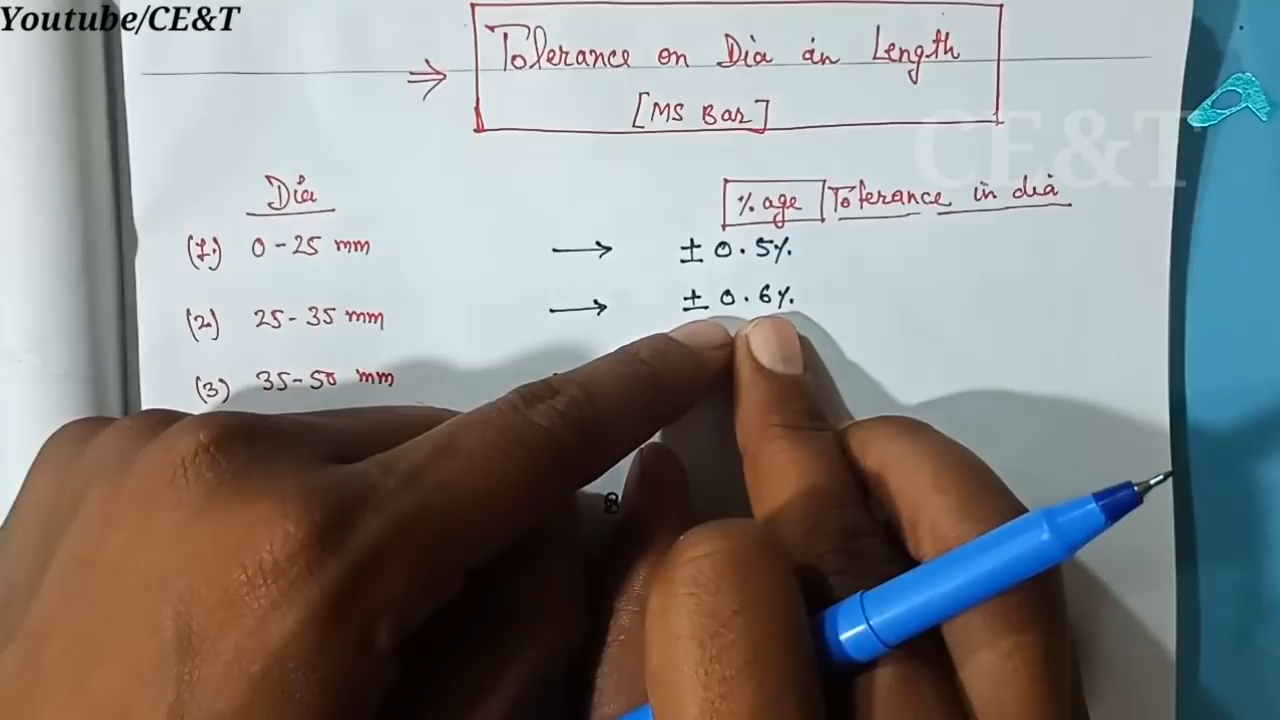 Youtube/CE&T
⇒ Tolerance on Dia in Length
[MS Bar]
CE&T
Dia %age Tolerance in dia
(1.) 0-25 mm → ± 0.5%
(2.) 25-35 mm → ± 0.6%
(3) 35-50 mm